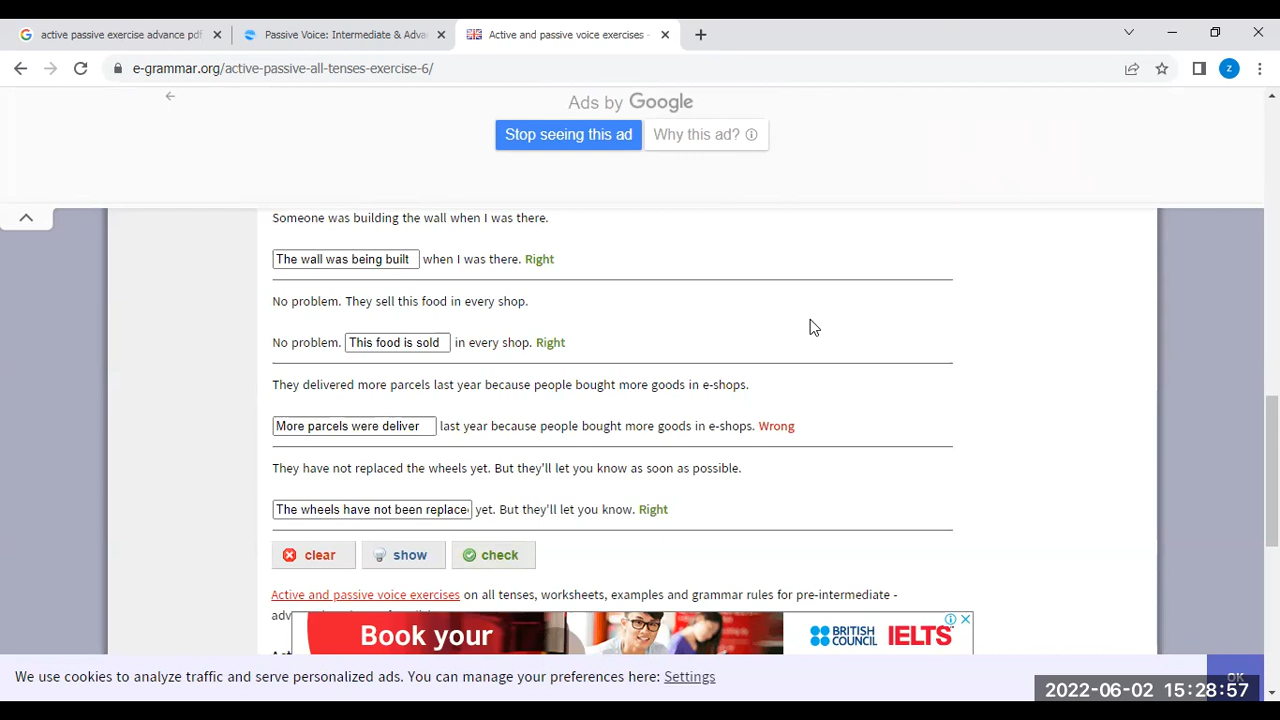 active passive exercise advance pdf
Passive Voice: Intermediate & Adva
Active and passive voice exercises -
e-grammar.org/active-passive-all-tenses-exercise-6/
z
Ads by Google
Stop seeing this ad
Why this ad?
Someone was building the wall when I was there.
The wall was being built when I was there. Right
No problem. They sell this food in every shop.
No problem. This food is sold in every shop. Right
They delivered more parcels last year because people bought more goods in e-shops.
More parcels were deliver last year because people bought more goods in e-shops. Wrong
They have not replaced the wheels yet. But they'll let you know as soon as possible.
The wheels have not been replace yet. But they'll let you know. Right
clear show check
Active and passive voice exercises on all tenses, worksheets, examples and grammar rules for pre-intermediate -
Book your
BRITISH COUNCIL IELTS
We use cookies to analyze traffic and serve personalized ads. You can manage your preferences here: Settings
OK
2022-06-02 15:28:57